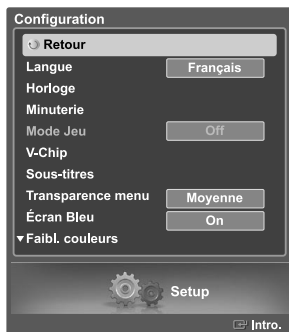 Configuration
Retour
Langue Français
Horloge
Minuterie
Mode Jeu Off
V-Chip
Sous-titres
Transparence menu Moyenne
Écran Bleu On
▼Faibl. couleurs
Setup
Intro.